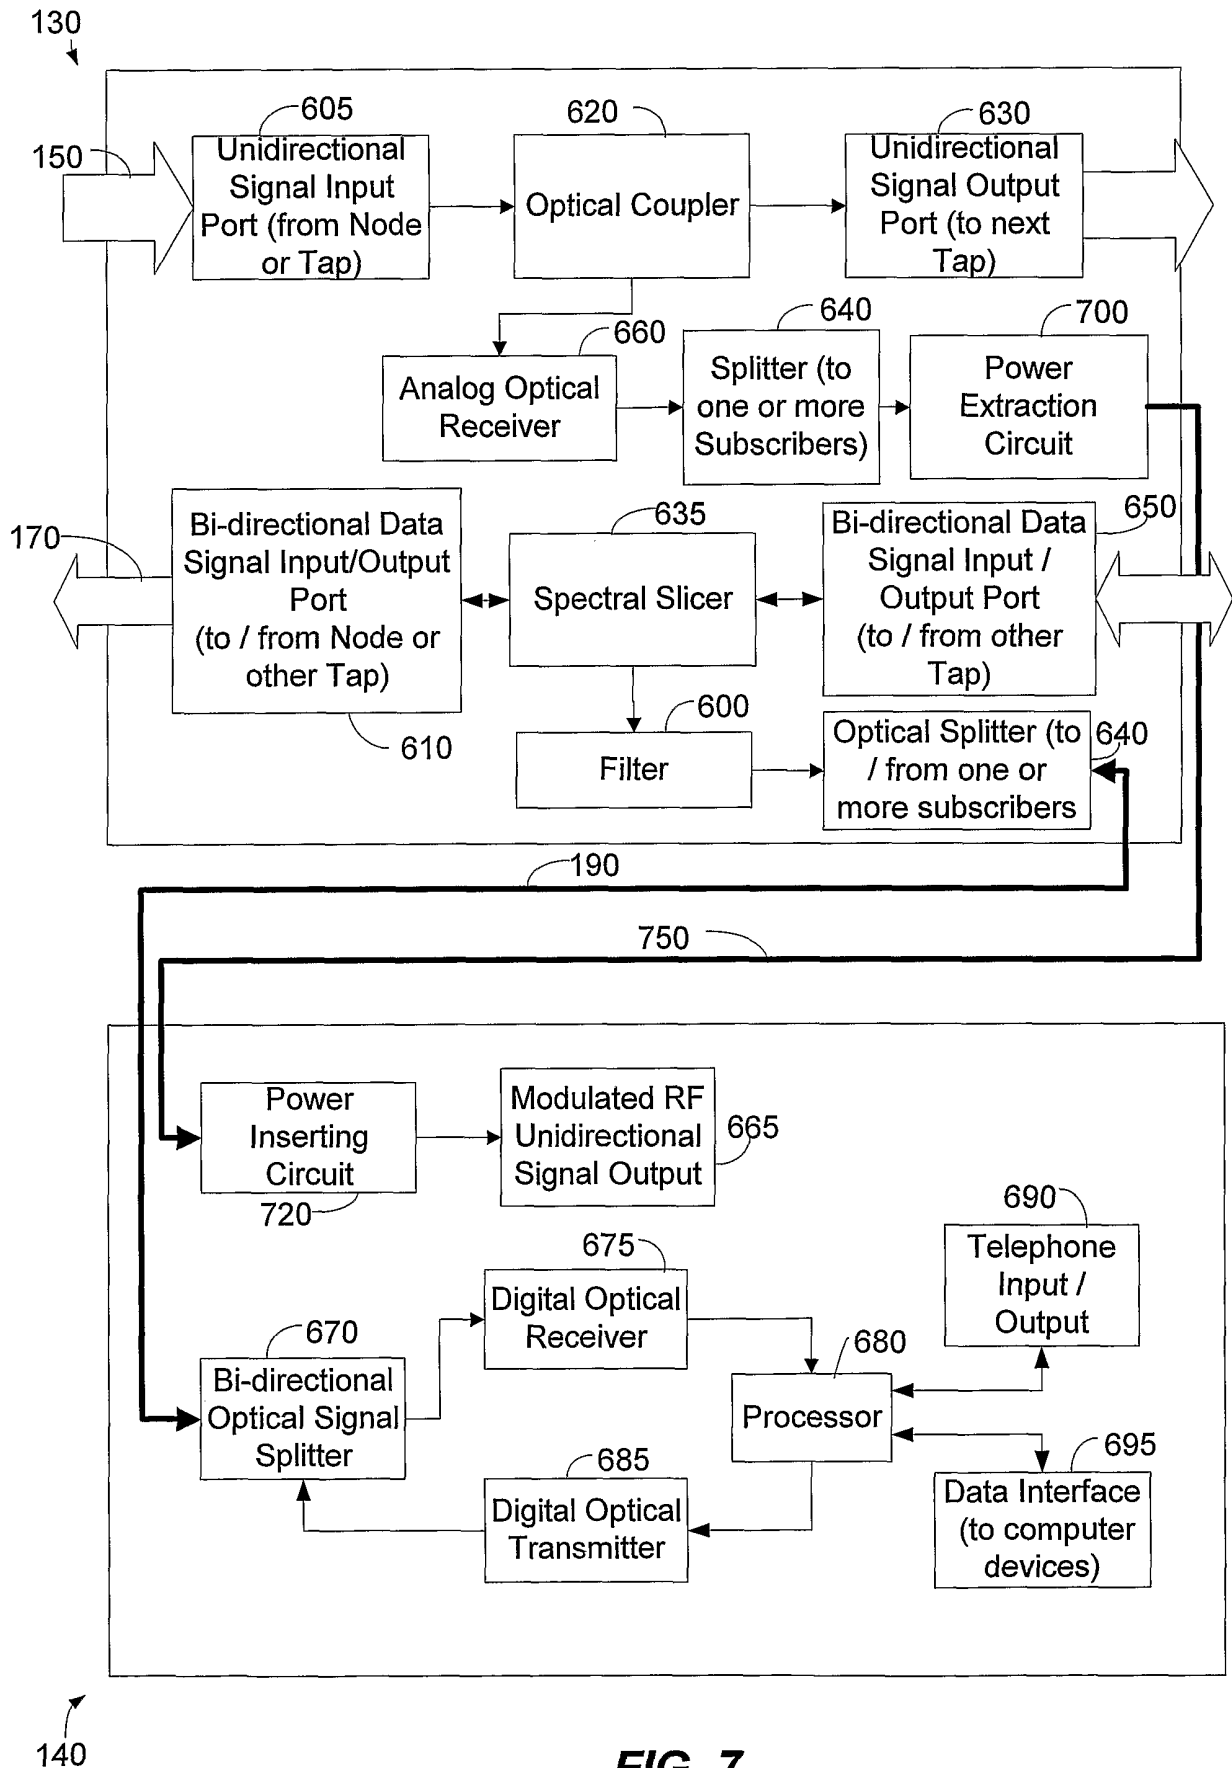 130
605
620
630
150
Unidirectional
Signal Input
Port (from Node
or Tap)
Optical Coupler
Unidirectional
Signal Output
Port (to next
Tap)
660
640
700
Analog Optical
Receiver
Splitter (to
one or more
Subscribers)
Power
Extraction
Circuit
170
Bi-directional Data
Signal Input/Output
Port
(to / from Node or
other Tap)
610
635
Spectral Slicer
650
Bi-directional Data
Signal Input /
Output Port
(to / from other
Tap)
600
Filter
640
Optical Splitter (to
/ from one or
more subscribers
190
750
Power
Inserting
Circuit
720
Modulated RF
Unidirectional
Signal Output
665
675
Digital Optical
Receiver
690
Telephone
Input /
Output
670
Bi-directional
Optical Signal
Splitter
680
Processor
685
Digital Optical
Transmitter
695
Data Interface
(to computer
devices)
140
FIG. 7